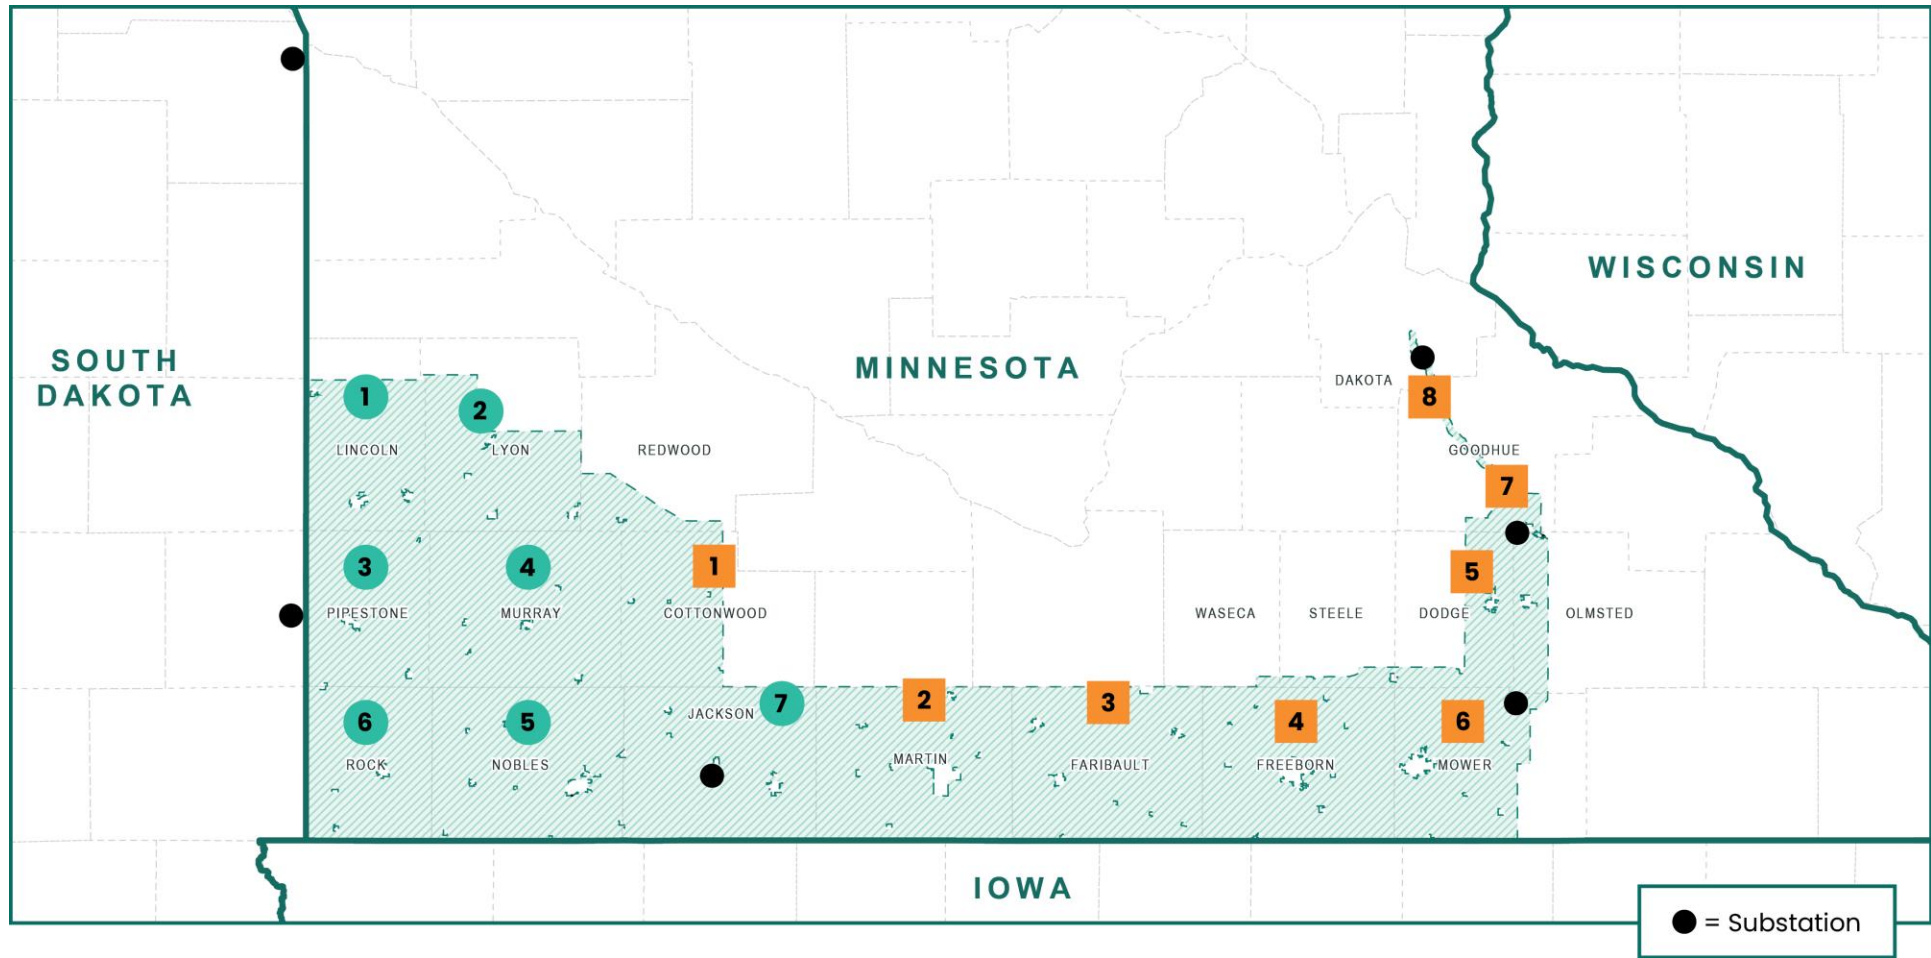 WISCONSIN
SOUTH
DAKOTA
MINNESOTA
DAKOTA
1
2
8
LINCOLN
LYON
REDWOOD
GOODHUE
7
3
4
1
5
PIPESTONE
MURRAY
COTTONWOOD
WASECA
STEELE
DODGE
OLMSTED
6
5
JACKSON
7
2
3
4
6
ROCK
NOBLES
MARTIN
FARIBAULT
FREEBORN
MOWER
IOWA
= Substation